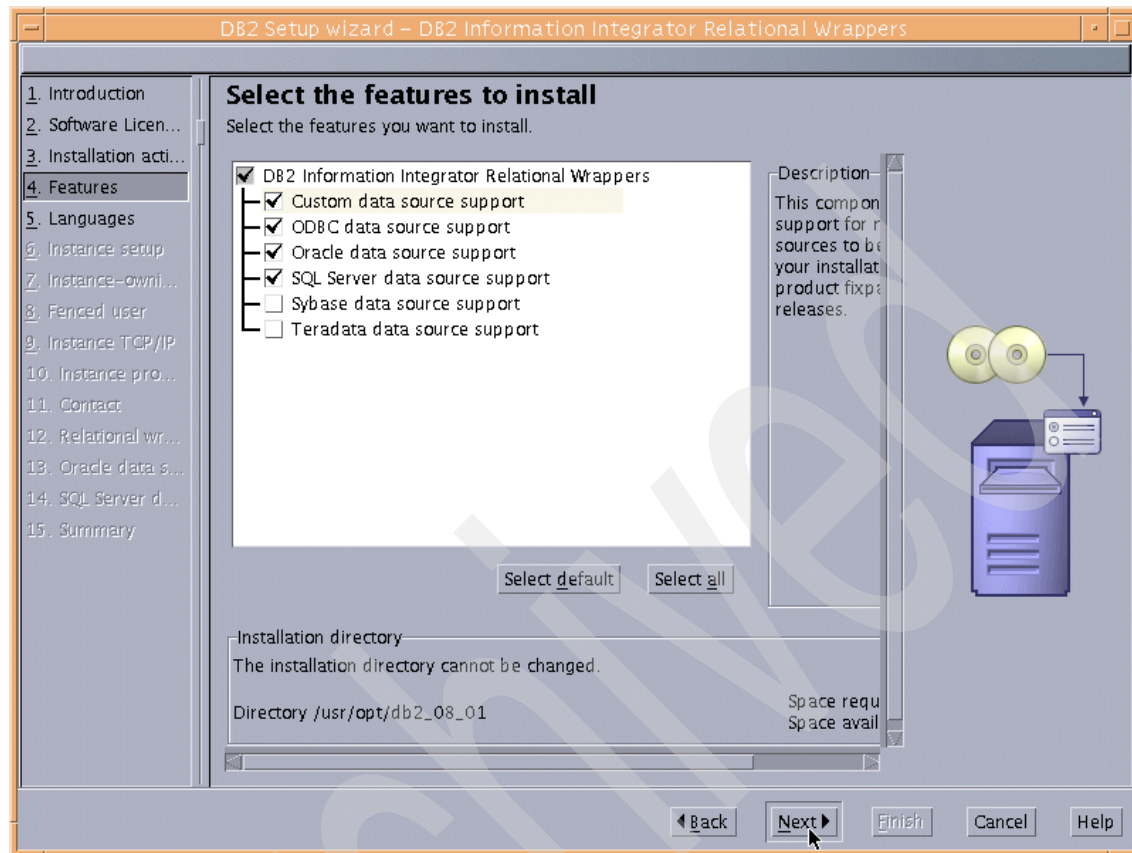 DB2 Setup wizard – DB2 Information Integrator Relational Wrappers
1. Introduction
2. Software Licen...
3. Installation acti...
4. Features
5. Languages
6. Instance setup
7. Instance-owni...
8. Fenced user
9. Instance TCP/IP
10. Instance pro...
11. Contact
12. Relational wr...
13. Oracle data s...
14. SQL Server d...
15. Summary
Select the features to install
Select the features you want to install.
DB2 Information Integrator Relational Wrappers
Custom data source support
ODBC data source support
Oracle data source support
SQL Server data source support
Sybase data source support
Teradata data source support
Select default
Select all
Description
This compon
support for r
sources to be
your installat
product fixpa
releases.
Installation directory
The installation directory cannot be changed.
Directory /usr/opt/db2_08_01
Space requ
Space avail
Back
Next
Finish
Cancel
Help